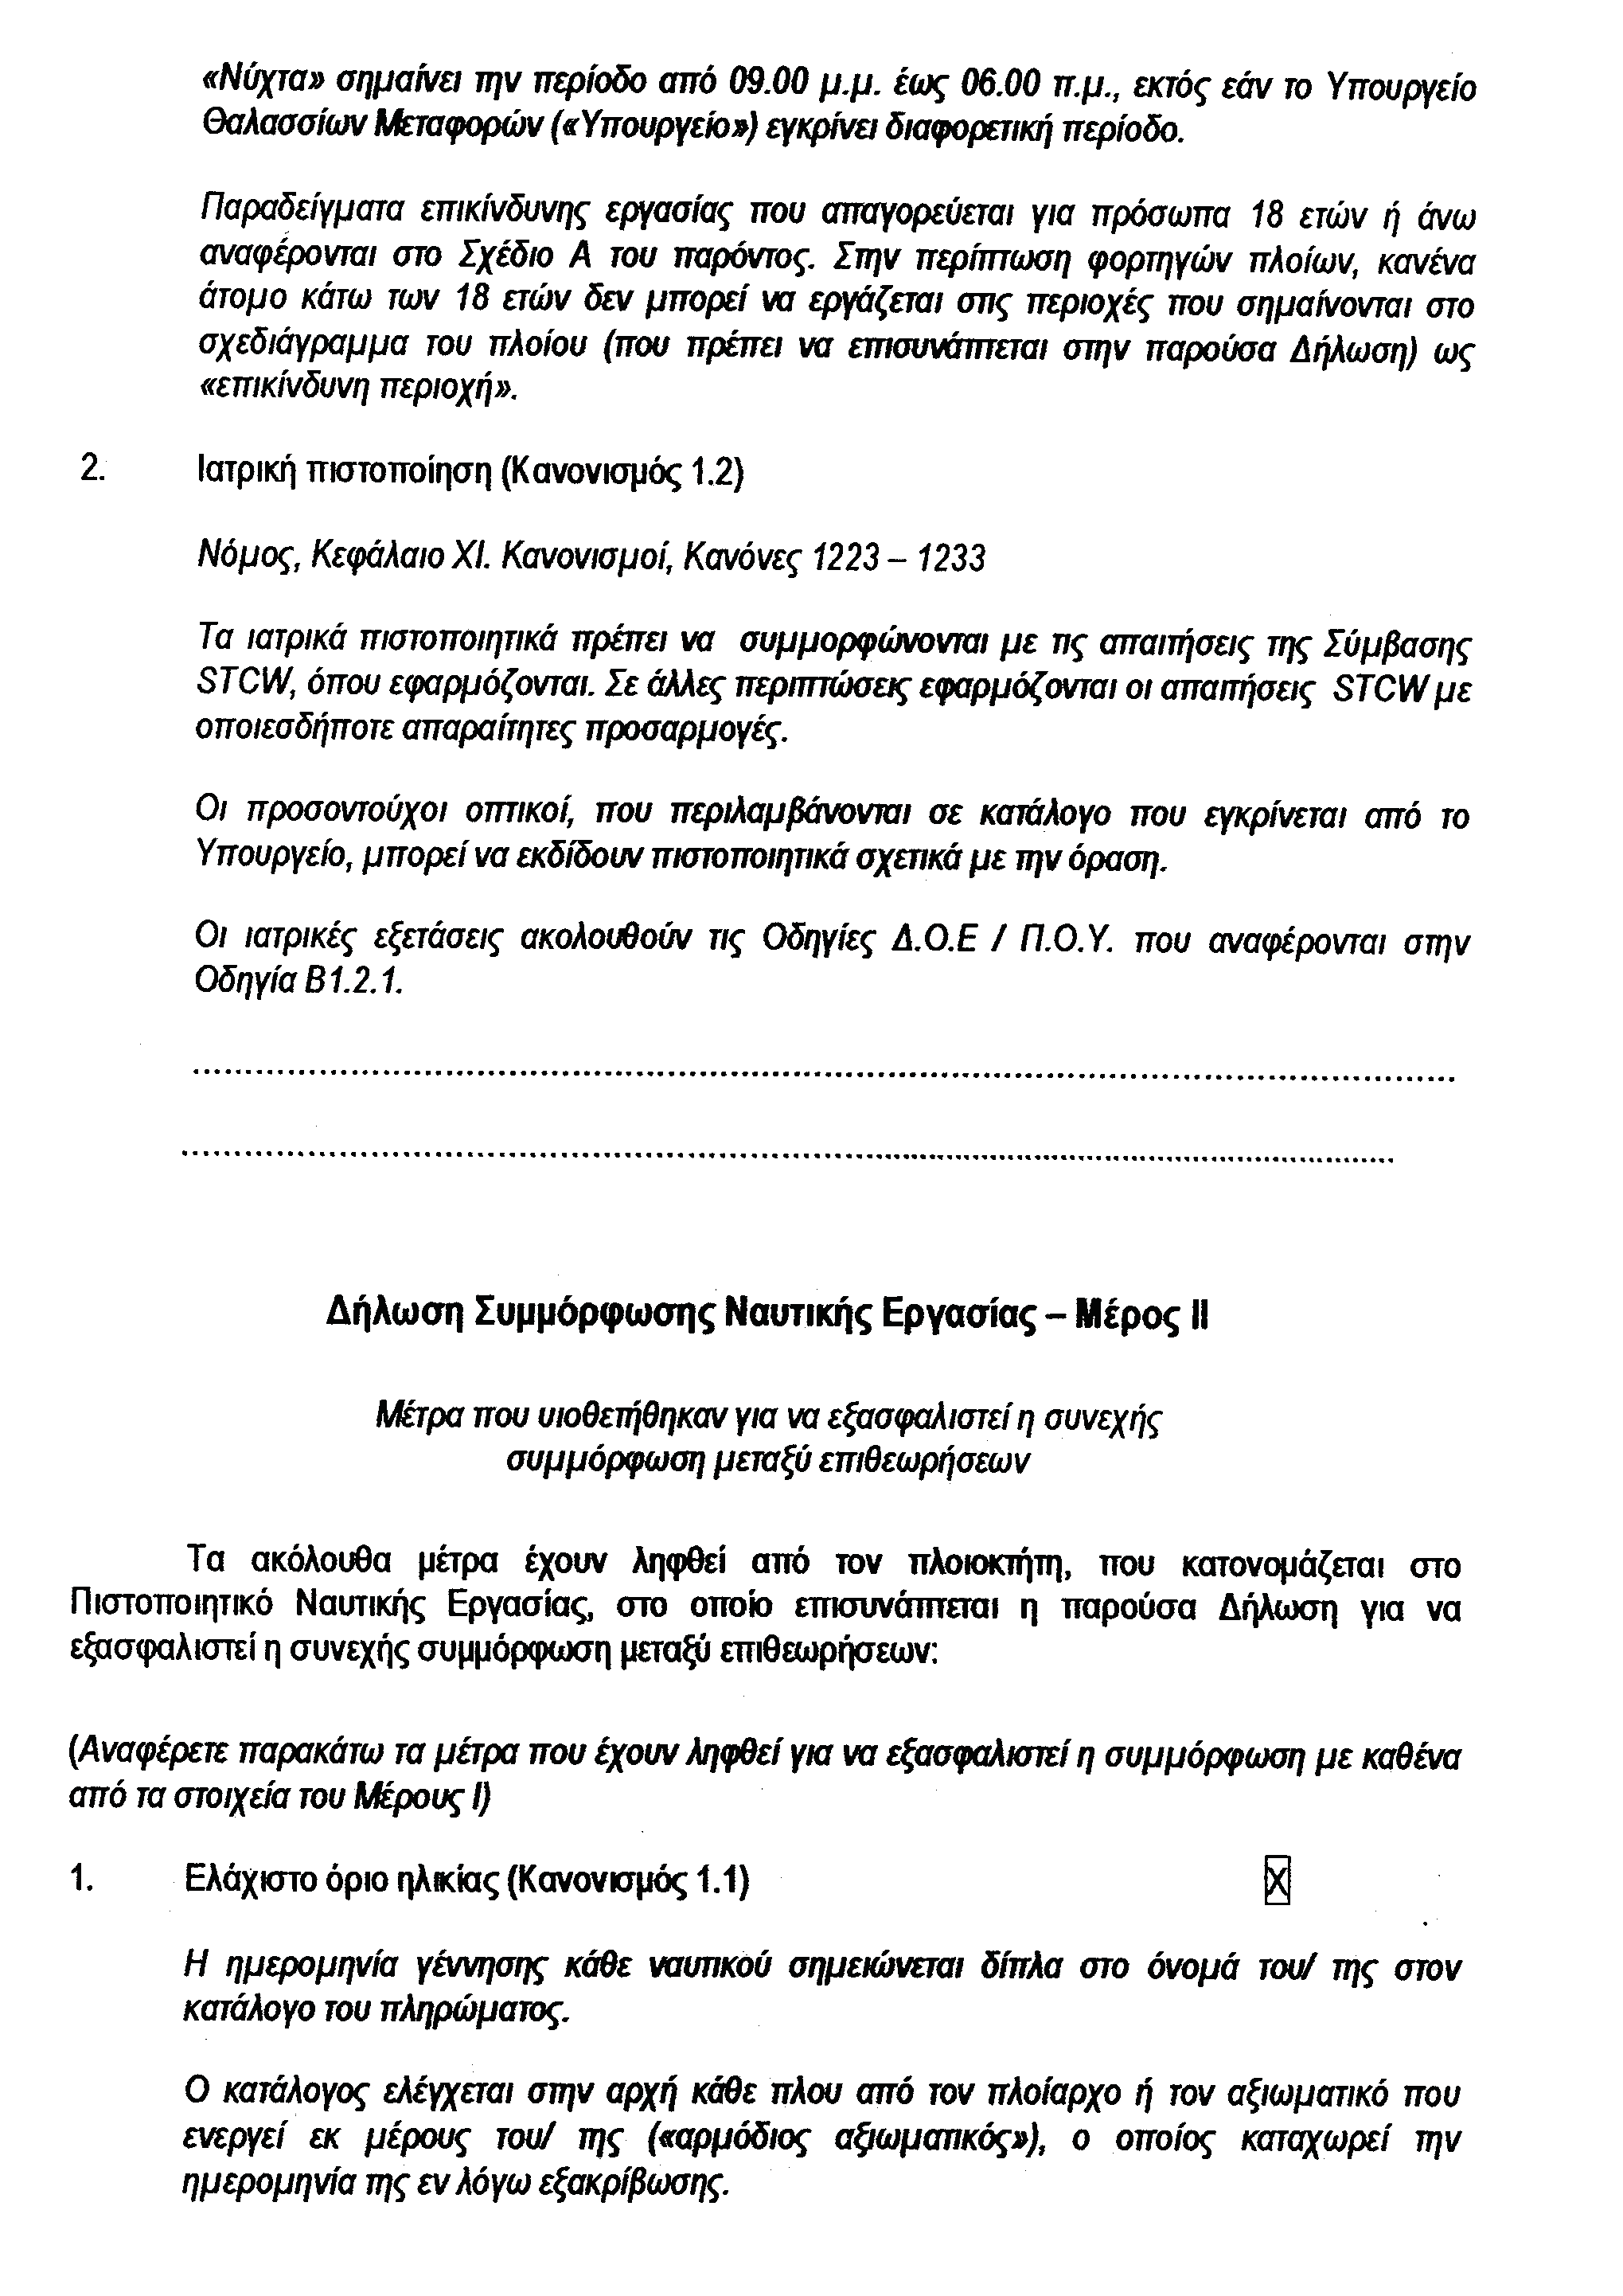 «Νύχτα» σημαίνει την περίοδο από 09.00 μ.μ. έως 06.00 π.μ., εκτός εάν το Υπουργείο
Θαλασσίων Μεταφορών («Υπουργείο») εγκρίνει διαφορετική περίοδο.
Παραδείγματα επικίνδυνης εργασίας που απαγορεύεται για πρόσωπα 18 ετών ή άνω
αναφέρονται στο Σχέδιο Α του παρόντος. Στην περίπτωση φορτηγών πλοίων, κανένα
άτομο κάτω των 18 ετών δεν μπορεί να εργάζεται στις περιοχές που σημαίνονται στο
σχεδιάγραμμα του πλοίου (που πρέπει να επισυνάπτεται στην παρούσα Δήλωση) ως
«επικίνδυνη περιοχή».
2. Ιατρική πιστοποίηση (Κανονισμός 1.2)
Νόμος, Κεφάλαιο XI. Κανονισμοί, Κανόνες 1223 – 1233
Τα ιατρικά πιστοποιητικά πρέπει να συμμορφώνονται με τις απαιτήσεις της Σύμβασης
STCW, όπου εφαρμόζονται. Σε άλλες περιπτώσεις εφαρμόζονται οι απαιτήσεις STCW με
οποιεσδήποτε απαραίτητες προσαρμογές.
Οι προσοντούχοι οπτικοί, που περιλαμβάνονται σε κατάλογο που εγκρίνεται από το
Υπουργείο, μπορεί να εκδίδουν πιστοποιητικά σχετικά με την όραση.
Οι ιατρικές εξετάσεις ακολουθούν τις Οδηγίες Δ.Ο.Ε / Π.Ο.Υ. που αναφέρονται στην
Οδηγία Β1.2.1.
Δήλωση Συμμόρφωσης Ναυτικής Εργασίας – Μέρος II
Μέτρα που υιοθετήθηκαν για να εξασφαλιστεί η συνεχής
συμμόρφωση μεταξύ επιθεωρήσεων
Τα ακόλουθα μέτρα έχουν ληφθεί από τον πλοιοκτήτη, που κατονομάζεται στο
Πιστοποιητικό Ναυτικής Εργασίας, στο οποίο επισυνάπτεται η παρούσα Δήλωση για να
εξασφαλιστεί η συνεχής συμμόρφωση μεταξύ επιθεωρήσεων:
(Αναφέρετε παρακάτω τα μέτρα που έχουν ληφθεί για να εξασφαλιστεί η συμμόρφωση με καθένα
από τα στοιχεία του Μέρους I)
1. Ελάχιστο όριο ηλικίας (Κανονισμός 1.1) X
Η ημερομηνία γέννησης κάθε ναυτικού σημειώνεται δίπλα στο όνομά του/ της στον
κατάλογο του πληρώματος.
Ο κατάλογος ελέγχεται στην αρχή κάθε πλου από τον πλοίαρχο ή τον αξιωματικό που
ενεργεί εκ μέρους του/ της («αρμόδιος αξιωματικός»), ο οποίος καταχωρεί την
ημερομηνία της εν λόγω εξακρίβωσης.